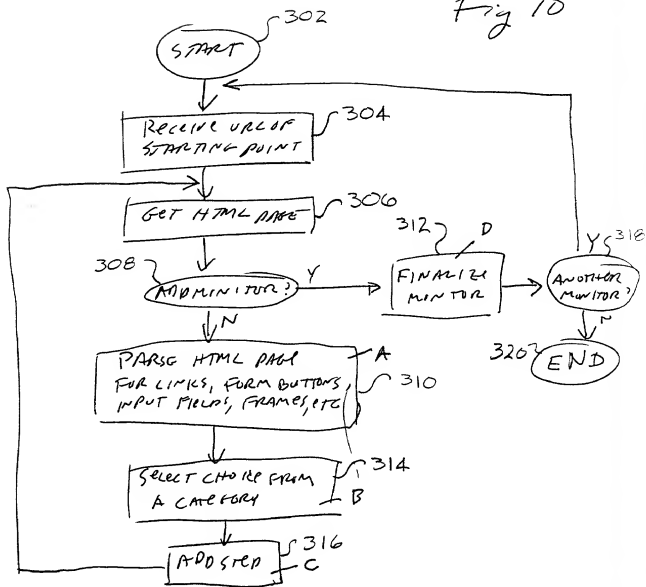 Fig 10
302
START
304
RECEIVE URL OF
STARTING POINT
306
GET HTML PAGE
308
ADD MINITOR?
Y
N
312
D
FINALIZE
MINTOR
Y
318
ANOTHER
MONITOR?
N
320
END
PARSE HTML PAGE
A
FOR LINKS, FORM BUTTONS,
INPUT FIELDS, FRAMES, etc
310
SELECT CHOICE FROM
A CATEGORY
314
B
ADD STEP
316
C